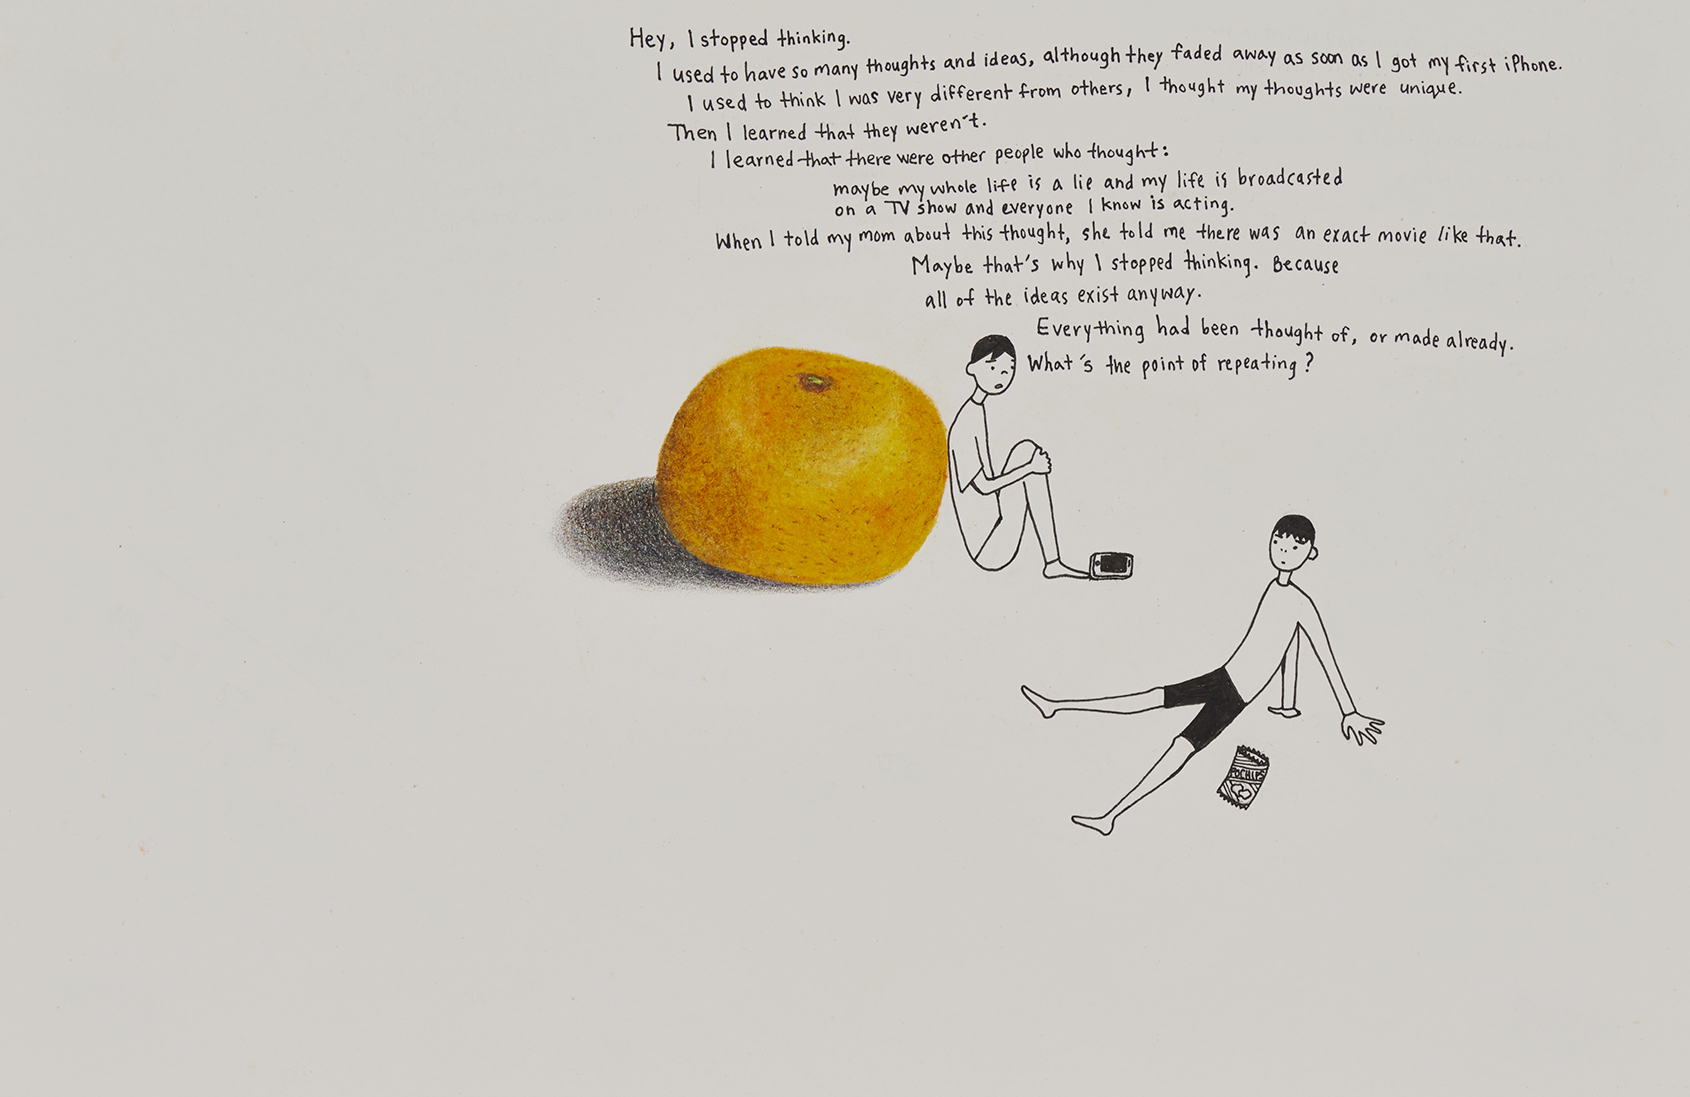 Hey, I stopped thinking.
I used to have so many thoughts and ideas, although they faded away as soon as I got my first iPhone.
I used to think I was very different from others, I thought my thoughts were unique.
Then I learned that they weren't.
I learned that there were other people who thought:
maybe my whole life is a lie and my life is broadcasted
on a TV show and everyone I know is acting.
When I told my mom about this thought, she told me there was an exact movie like that.
Maybe that's why I stopped thinking. Because
all of the ideas exist anyway.
Everything had been thought of, or made already.
What's the point of repeating?
POCHIPS